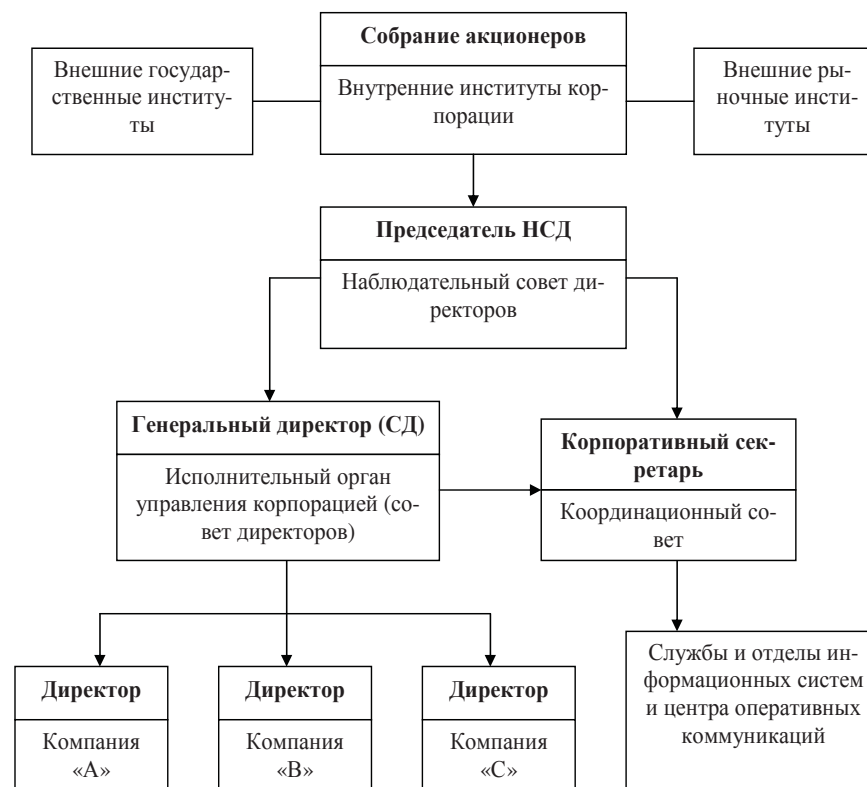 Собрание акционеров
Внешние государ-
ственные институ-
ты
Внутренние институты кор-
порации
Внешние ры-
ночные инсти-
туты
Председатель НСД
Наблюдательный совет ди-
ректоров
Генеральный директор (СД)
Исполнительный орган
управления корпорацией (со-
вет директоров)
Корпоративный сек-
ретарь
Координационный со-
вет
Директор
Компания
«А»
Директор
Компания
«В»
Директор
Компания
«С»
Службы и отделы ин-
формационных систем
и центра оперативных
коммуникаций